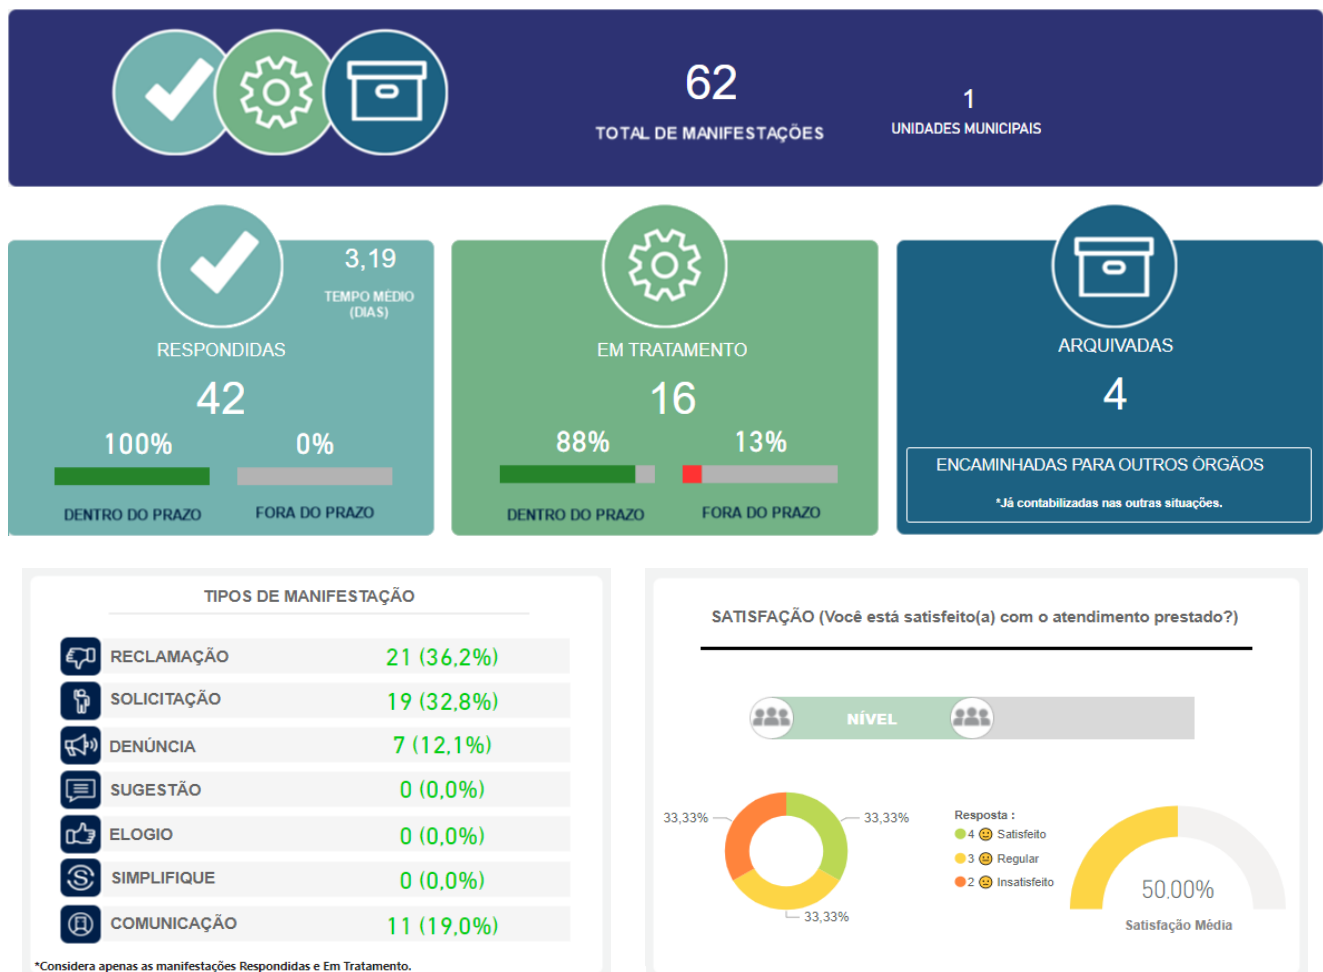 62
TOTAL DE MANIFESTAÇÕES
1
UNIDADES MUNICIPAIS
3,19
TEMPO MÉDIO
(DIAS)
RESPONDIDAS
42
100%
0%
DENTRO DO PRAZO
FORA DO PRAZO
EM TRATAMENTO
16
88%
13%
DENTRO DO PRAZO
FORA DO PRAZO
ARQUIVADAS
4
ENCAMINHADAS PARA OUTROS ÓRGÃOS
*Já contabilizadas nas outras situações.
TIPOS DE MANIFESTAÇÃO
RECLAMAÇÃO 21 (36,2%)
SOLICITAÇÃO 19 (32,8%)
DENÚNCIA 7 (12,1%)
SUGESTÃO 0 (0,0%)
ELOGIO 0 (0,0%)
SIMPLIFIQUE 0 (0,0%)
COMUNICAÇÃO 11 (19,0%)
*Considera apenas as manifestações Respondidas e Em Tratamento.
SATISFAÇÃO (Você está satisfeito(a) com o atendimento prestado?)
NÍVEL
33,33%
33,33%
33,33%
Resposta :
4 Satisfeito
3 Regular
2 Insatisfeito
50,00%
Satisfação Média